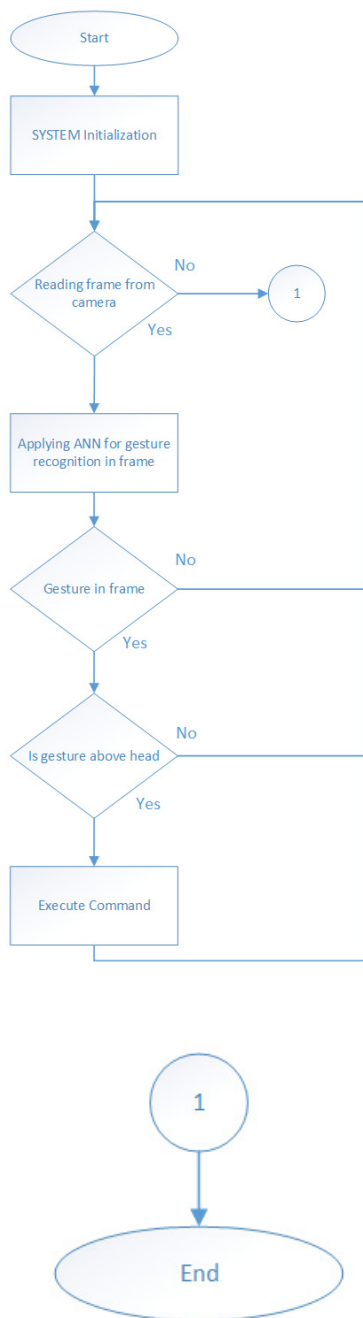 Start
SYSTEM Initialization
Reading frame from
camera
No
1
Yes
Applying ANN for gesture
recognition in frame
Gesture in frame
No
Yes
Is gesture above head
No
Yes
Execute Command
1
End